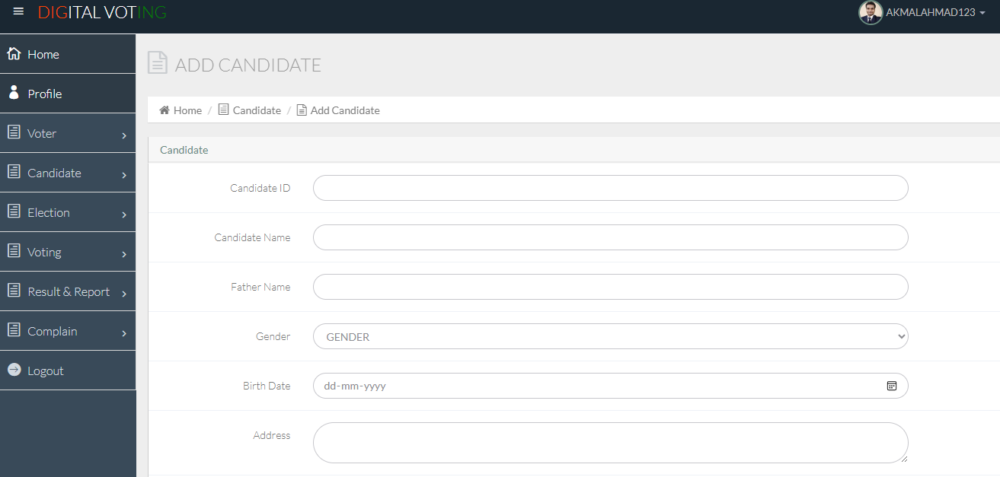 DIGITAL VOTING
AKMALAHMAD123
Home
Profile
Voter
Candidate
Election
Voting
Result & Report
Complain
Logout
ADD CANDIDATE
Home / Candidate / Add Candidate
Candidate
Candidate ID
Candidate Name
Father Name
Gender GENDER
Birth Date dd-mm-yyyy
Address